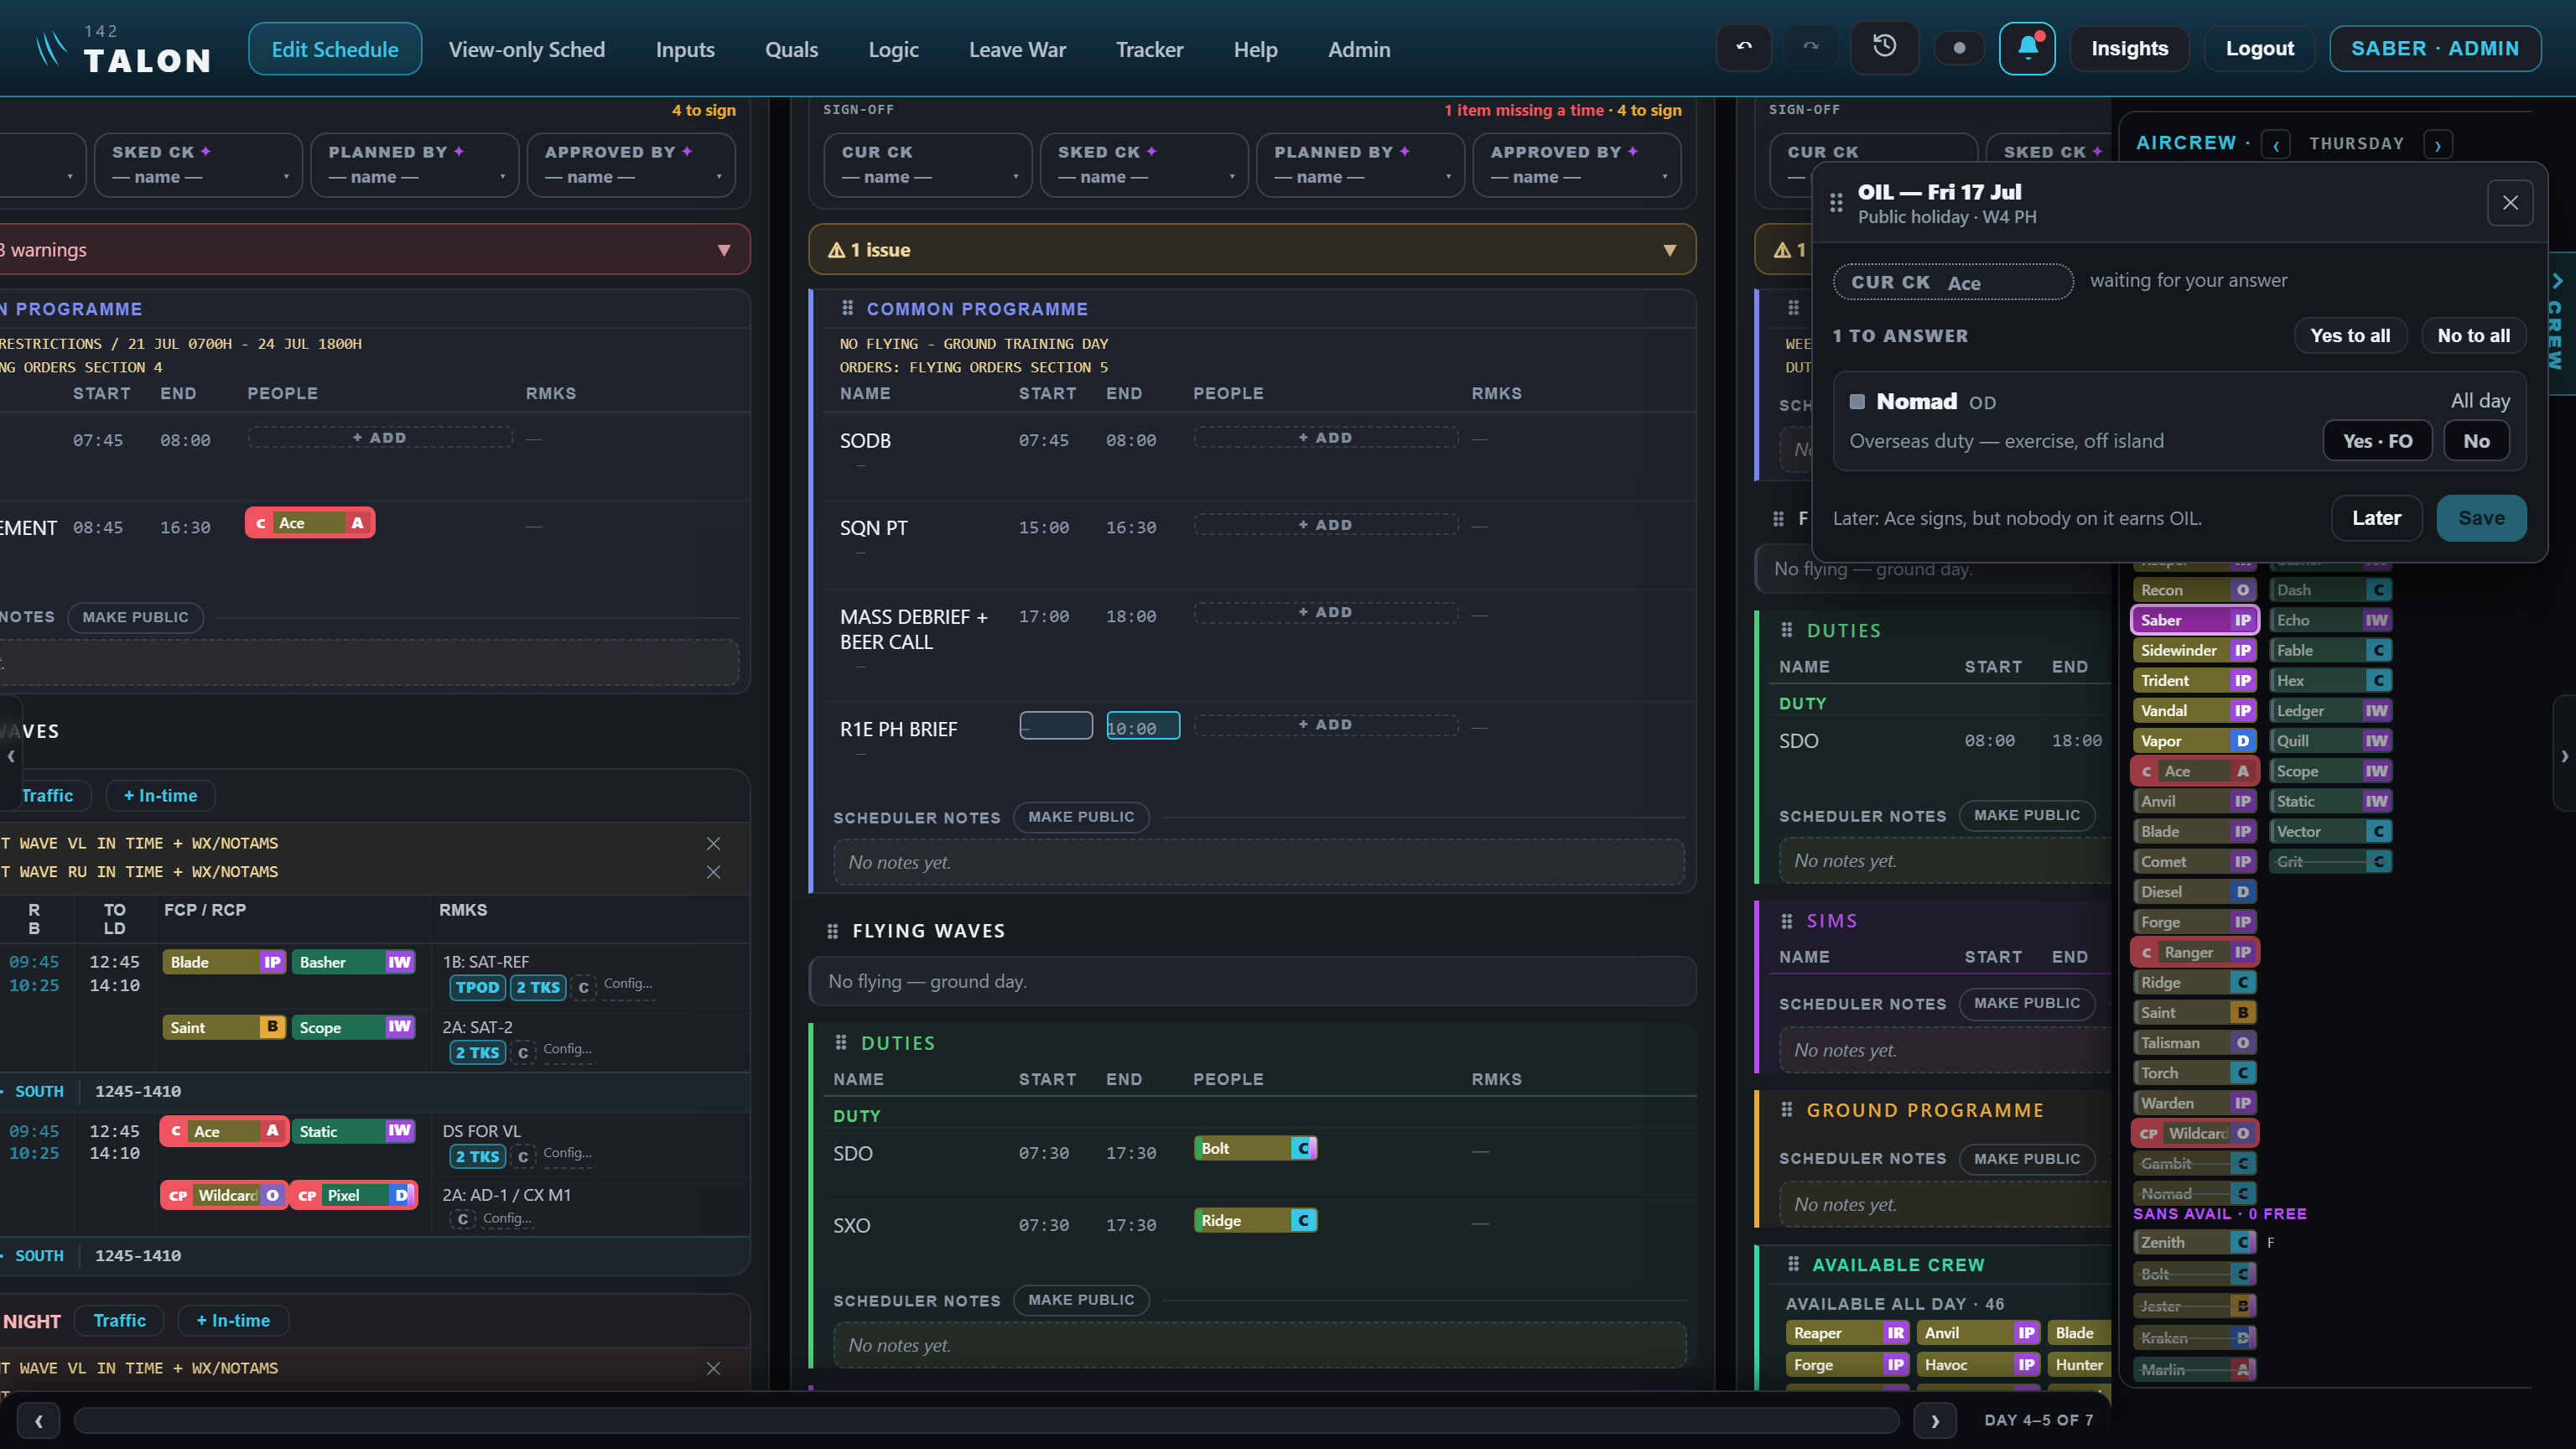 142
TALON
Edit Schedule
View-only Sched
Inputs
Quals
Logic
Leave War
Tracker
Help
Admin
Insights
Logout
SABER · ADMIN
4 to sign
SKED CK ✦
— name —
PLANNED BY ✦
— name —
APPROVED BY ✦
— name —
3 warnings
N PROGRAMME
RESTRICTIONS / 21 JUL 0700H - 24 JUL 1800H
NG ORDERS SECTION 4
START END PEOPLE RMKS
07:45 08:00 + ADD —
EMENT 08:45 16:30 C Ace A —
NOTES MAKE PUBLIC
WAVES
Traffic + In-time
T WAVE VL IN TIME + WX/NOTAMS
T WAVE RU IN TIME + WX/NOTAMS
R TO FCP / RCP RMKS
B LD
09:45 12:45 Blade IP Basher IW 1B: SAT-REF
10:25 14:10 TPOD 2 TKS C Config...
Saint B Scope IW 2A: SAT-2
2 TKS C Config...
SOUTH 1245-1410
09:45 12:45 C Ace A Static IW DS FOR VL
10:25 14:10 2 TKS C Config...
CP Wildcard O CP Pixel D 2A: AD-1 / CX M1
C Config...
SOUTH 1245-1410
NIGHT Traffic + In-time
T WAVE VL IN TIME + WX/NOTAMS
SIGN-OFF 1 item missing a time · 4 to sign
CUR CK
— name —
SKED CK ✦
— name —
PLANNED BY ✦
— name —
APPROVED BY ✦
— name —
⚠ 1 issue
COMMON PROGRAMME
NO FLYING - GROUND TRAINING DAY
ORDERS: FLYING ORDERS SECTION 5
NAME START END PEOPLE RMKS
SODB 07:45 08:00 + ADD —
—
SQN PT 15:00 16:30 + ADD —
—
MASS DEBRIEF + 17:00 18:00 + ADD —
BEER CALL
—
R1E PH BRIEF — 10:00 + ADD —
—
SCHEDULER NOTES MAKE PUBLIC
No notes yet.
FLYING WAVES
No flying — ground day.
DUTIES
NAME START END PEOPLE RMKS
DUTY
SDO 07:30 17:30 Bolt C —
SXO 07:30 17:30 Ridge C —
SCHEDULER NOTES MAKE PUBLIC
No notes yet.
SIGN-OFF
CUR CK
SKED CK ✦
⚠ 1
WEE
DUT
SCH
No
F
No flying — ground day.
DUTIES
NAME START END
DUTY
SDO 08:00 18:00
SCHEDULER NOTES MAKE PUBLIC
No notes yet.
SIMS
NAME START END
SCHEDULER NOTES MAKE PUBLIC
No notes yet.
GROUND PROGRAMME
SCHEDULER NOTES MAKE PUBLIC
No notes yet.
AVAILABLE CREW
AVAILABLE ALL DAY · 46
Reaper IR Anvil IP Blade
Forge IP Havoc IP Hunter
AIRCREW · ‹ THURSDAY ›
OIL — Fri 17 Jul
Public holiday · W4 PH
CUR CK Ace waiting for your answer
1 TO ANSWER Yes to all No to all
Nomad OD All day
Overseas duty — exercise, off island Yes · FO No
Later: Ace signs, but nobody on it earns OIL. Later Save
CREW
Recon O Dash C
Saber IP Echo IW
Sidewinder IP Fable C
Trident IP Hex C
Vandal IP Ledger IW
Vapor D Quill IW
C Ace A Scope IW
Anvil IP Static IW
Blade IP Vector C
Comet IP Grit C
Diesel D
Forge IP
C Ranger IP
Ridge C
Saint B
Talisman O
Torch C
Warden IP
CP Wildcard O
Gambit C
Nomad C
SANS AVAIL · 0 FREE
Zenith C F
Bolt C
Jester B
Kraken D
Marlin A
DAY 4–5 OF 7